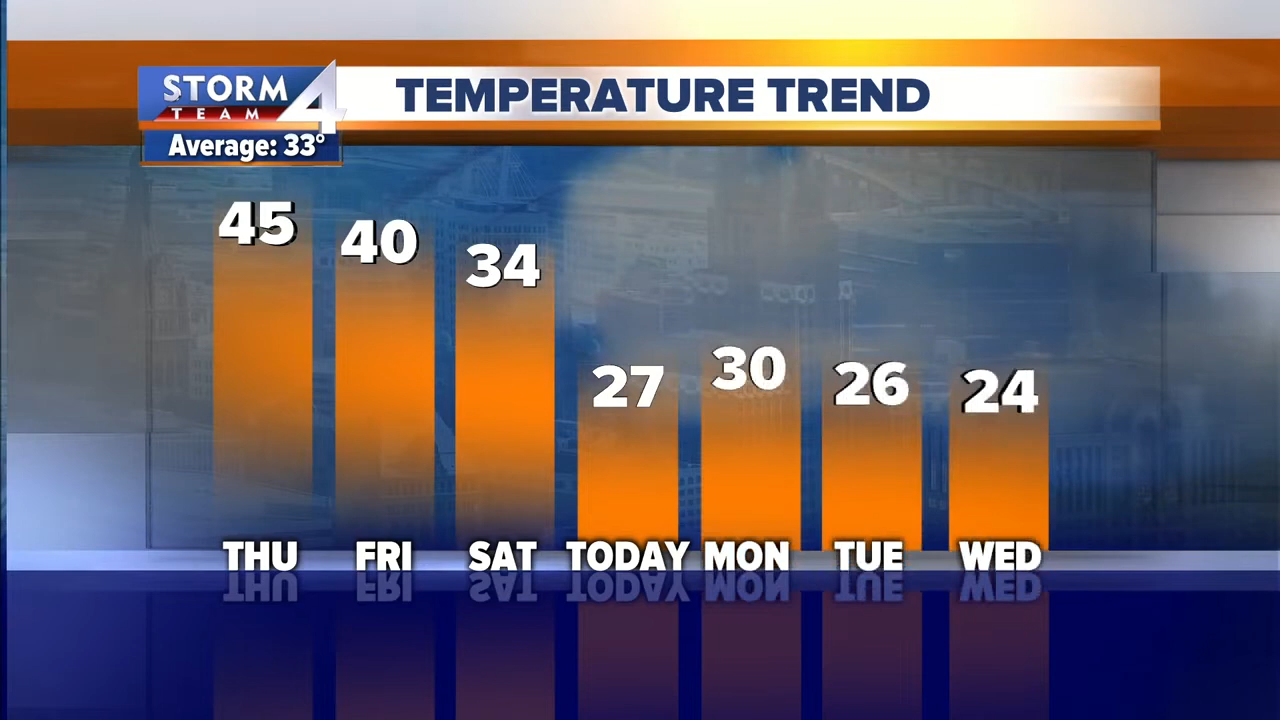 STORM
TEAM 4
TEMPERATURE TREND
Average: 33°
45 40 34 27 30 26 24
THU FRI SAT TODAY MON TUE WED